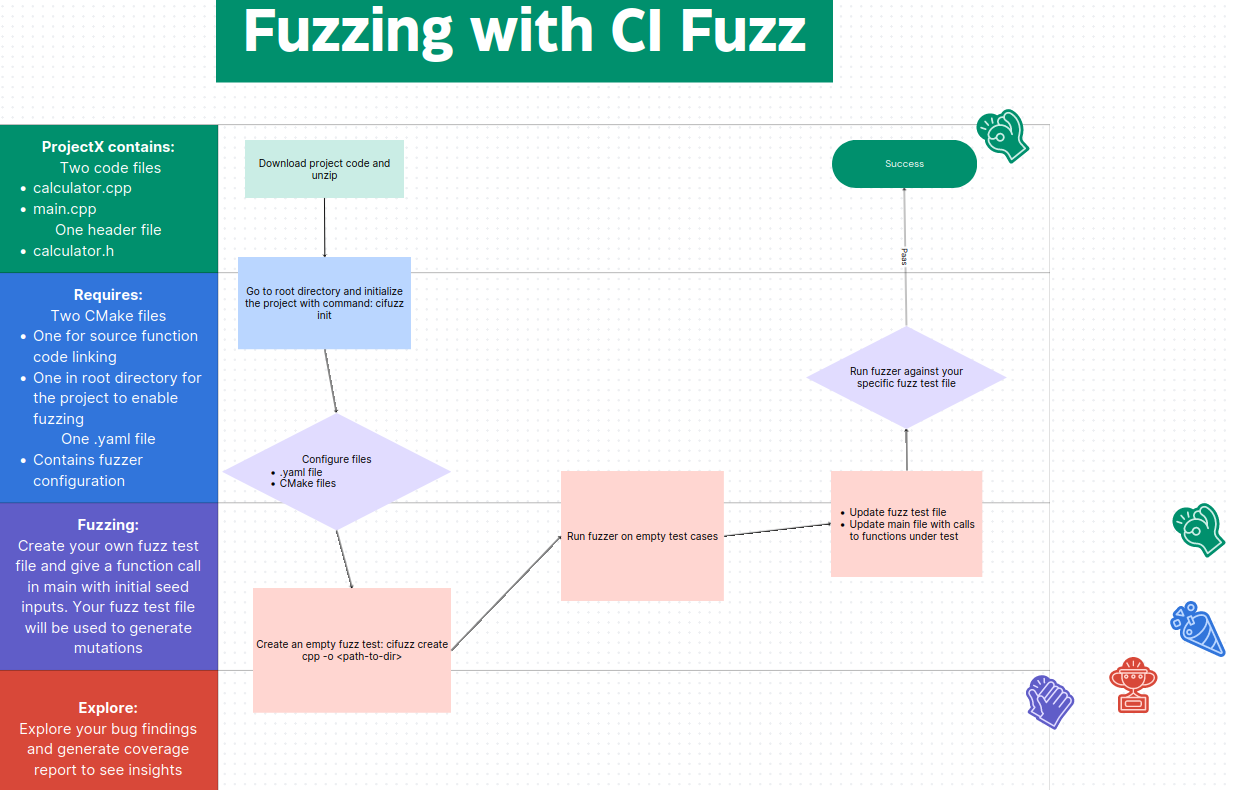 Fuzzing with CI Fuzz
ProjectX contains:
Two code files
• calculator.cpp
• main.cpp
One header file
• calculator.h
Requires:
Two CMake files
• One for source function
code linking
• One in root directory for
the project to enable
fuzzing
One .yaml file
• Contains fuzzer
configuration
Fuzzing:
Create your own fuzz test
file and give a function call
in main with initial seed
inputs. Your fuzz test file
will be used to generate
mutations
Explore:
Explore your bug findings
and generate coverage
report to see insights
Download project code and
unzip
Go to root directory and initialize
the project with command: cifuzz
init
Configure files
• .yaml file
• CMake files
Create an empty fuzz test: cifuzz create
cpp -o <path-to-dir>
Run fuzzer on empty test cases
• Update fuzz test file
• Update main file with calls
to functions under test
Run fuzzer against your
specific fuzz test file
Paas
Success